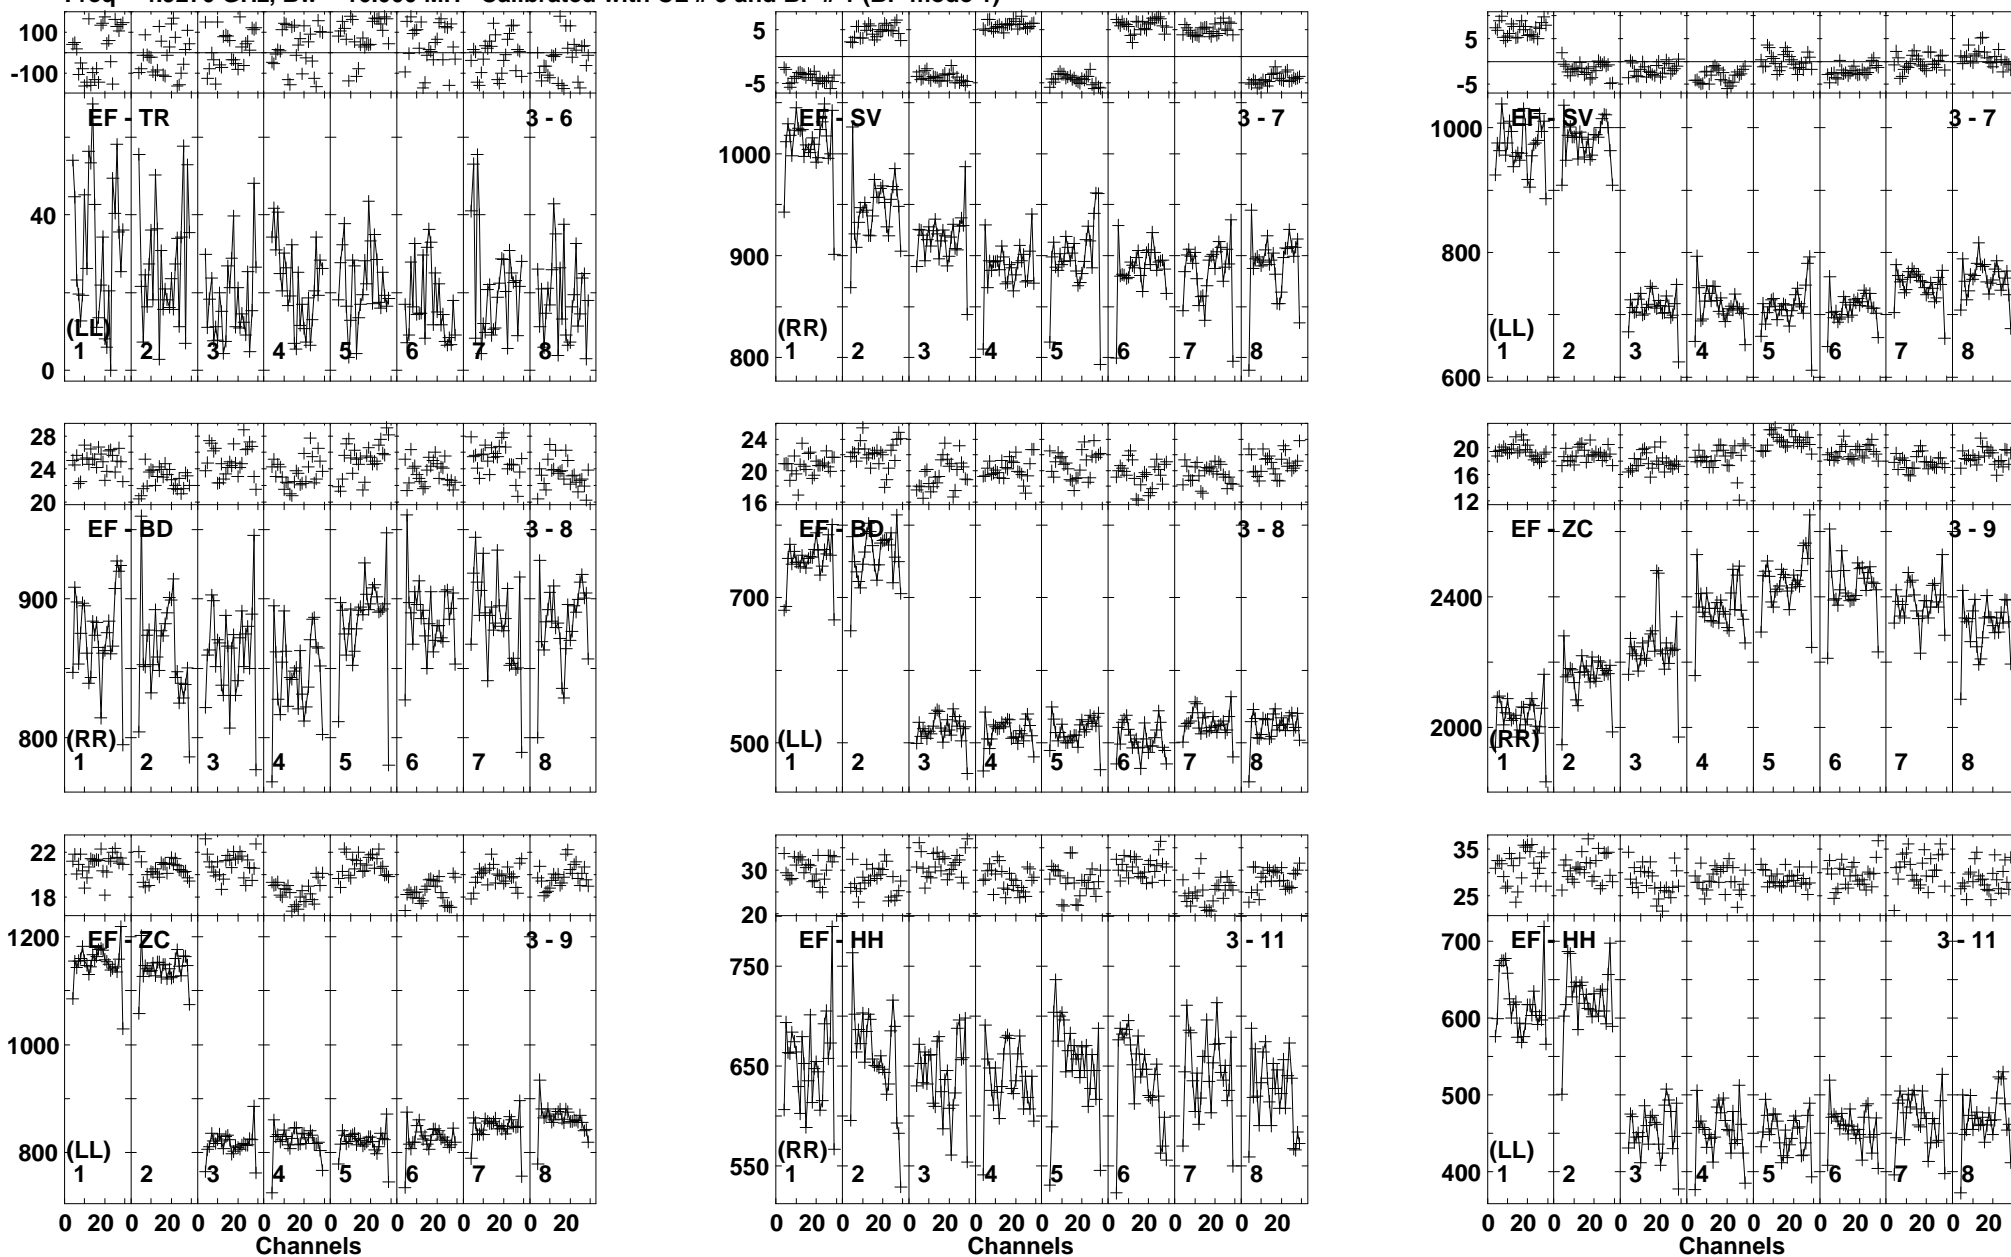 100
-100
EF - TR 3 - 6
40
0
(LL)
1 2 3 4 5 6 7 8
5
-5
EF - SV 3 - 7
1000
900
800
(RR)
1 2 3 4 5 6 7 8
5
-5
EF - SV 3 - 7
1000
800
600
(LL)
1 2 3 4 5 6 7 8
28
24
20
EF - BD 3 - 8
900
800
(RR)
1 2 3 4 5 6 7 8
24
20
16
EF - BD 3 - 8
700
500
(LL)
1 2 3 4 5 6 7 8
20
16
12
EF - ZC 3 - 9
2400
2000
(RR)
1 2 3 4 5 6 7 8
22
18
EF - ZC 3 - 9
1200
1000
800
(LL)
1 2 3 4 5 6 7 8
0 20 0 20 0 20 0 20 0 20 0 20 0 20 0 20
Channels
30
20
EF - HH 3 - 11
750
650
550
(RR)
1 2 3 4 5 6 7 8
0 20 0 20 0 20 0 20 0 20 0 20 0 20 0 20
Channels
35
25
EF - HH 3 - 11
700
600
500
400
(LL)
1 2 3 4 5 6 7 8
0 20 0 20 0 20 0 20 0 20 0 20 0 20 0 20
Channels